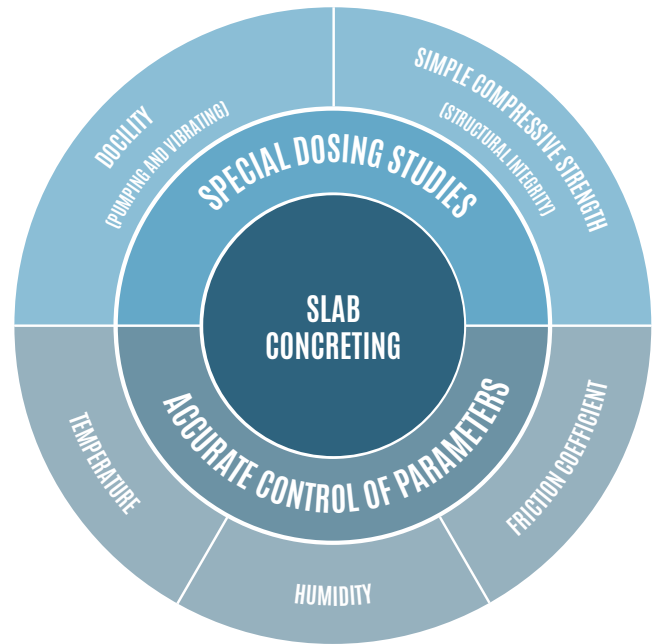 DOCILITY
(PUMPING AND VIBRATING)
SIMPLE COMPRESSIVE STRENGTH
(STRUCTURAL INTEGRITY)
SPECIAL DOSING STUDIES
SLAB
CONCRETING
ACCURATE CONTROL OF PARAMETERS
TEMPERATURE
HUMIDITY
FRICTION COEFFICIENT